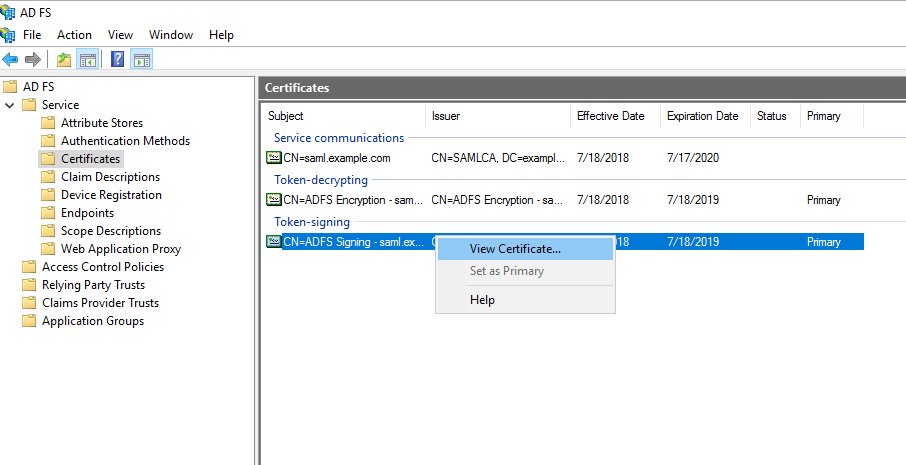 AD FS
File Action View Window Help
AD FS
Service
Attribute Stores
Authentication Methods
Certificates
Claim Descriptions
Device Registration
Endpoints
Scope Descriptions
Web Application Proxy
Access Control Policies
Relying Party Trusts
Claims Provider Trusts
Application Groups
Certificates
Subject Issuer Effective Date Expiration Date Status Primary
Service communications
CN=saml.example.com CN=SAMLCA, DC=exampl... 7/18/2018 7/17/2020
Token-decrypting
CN=ADFS Encryption - sam... CN=ADFS Encryption - sa... 7/18/2018 7/18/2019 Primary
Token-signing
CN=ADFS Signing - saml.ex... 18 7/18/2019 Primary
View Certificate...
Set as Primary
Help